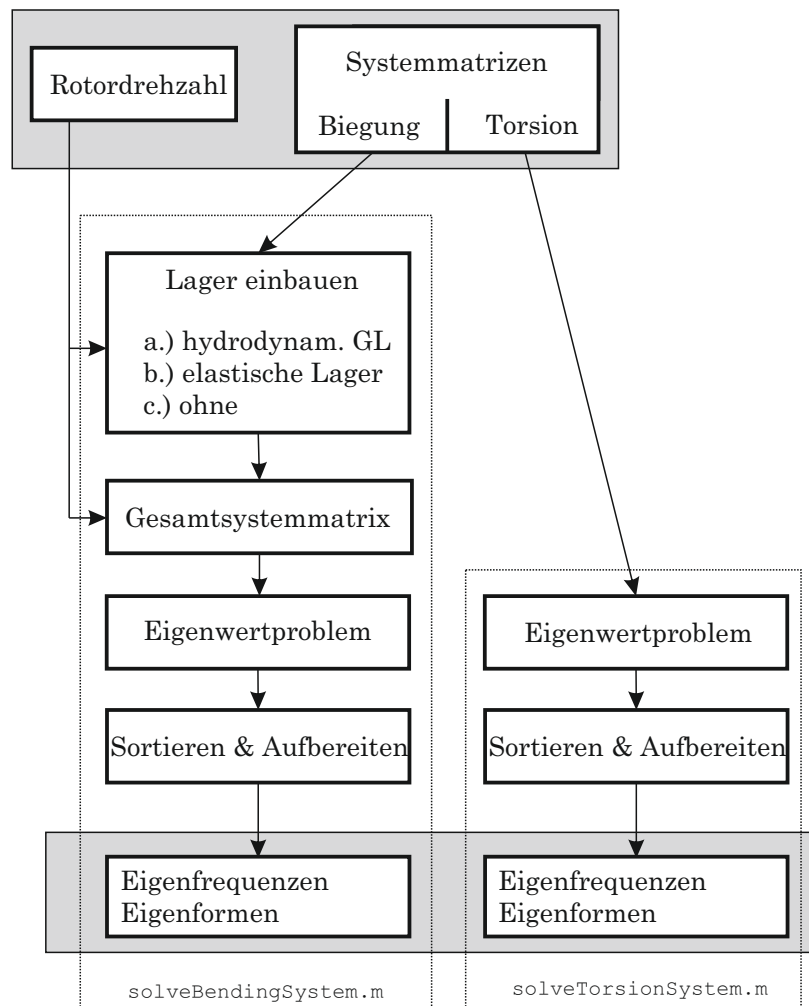 Rotordrehzahl
Systemmatrizen
Biegung
Torsion
Lager einbauen
a.) hydrodynam. GL
b.) elastische Lager
c.) ohne
Gesamtsystemmatrix
Eigenwertproblem
Sortieren & Aufbereiten
Eigenfrequenzen
Eigenformen
solveBendingSystem.m
Eigenwertproblem
Sortieren & Aufbereiten
Eigenfrequenzen
Eigenformen
solveTorsionSystem.m